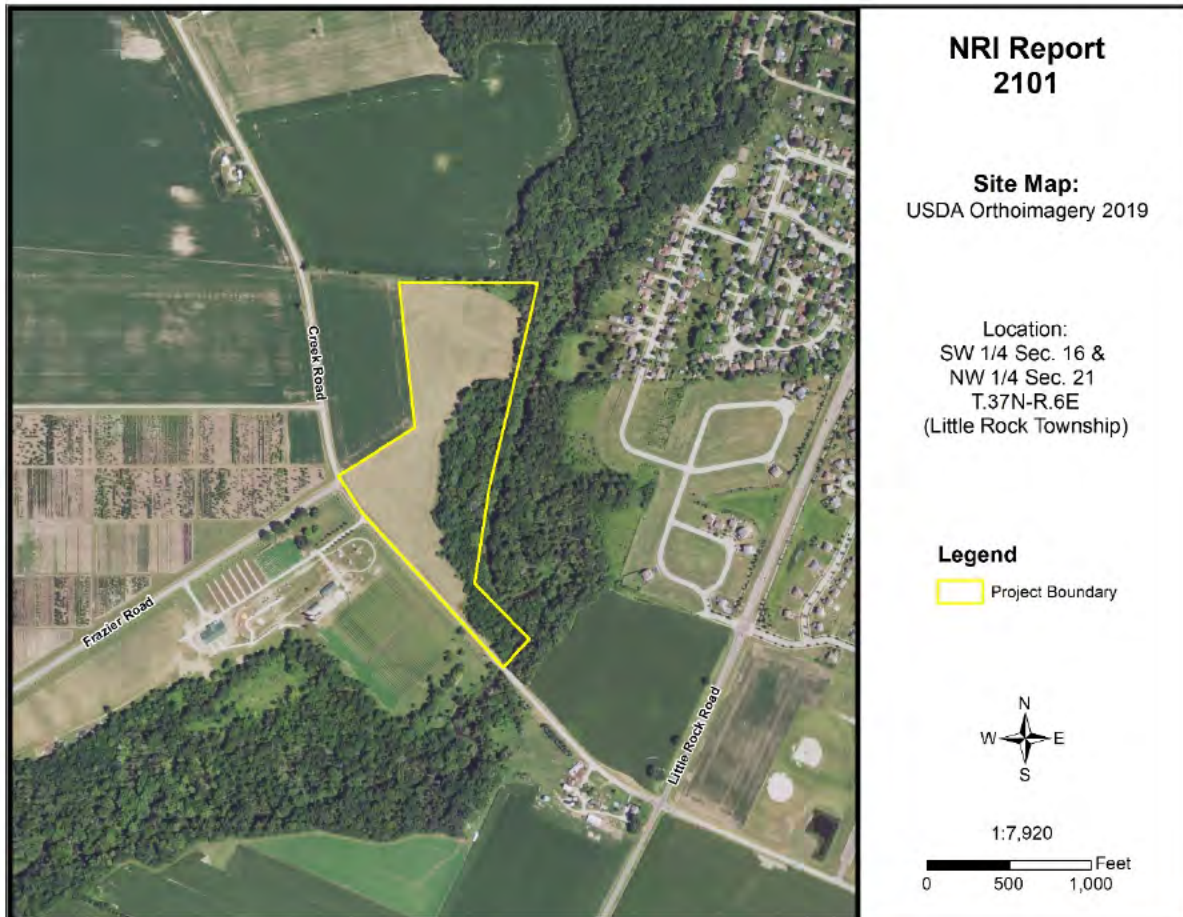 NRI Report
2101
Site Map:
USDA Orthoimagery 2019
Location:
SW 1/4 Sec. 16 &
NW 1/4 Sec. 21
T.37N-R.6E
(Little Rock Township)
Legend
Project Boundary
N
W E
S
1:7,920
Feet
0 500 1,000
Creek Road
Frazier Road
Little Rock Road